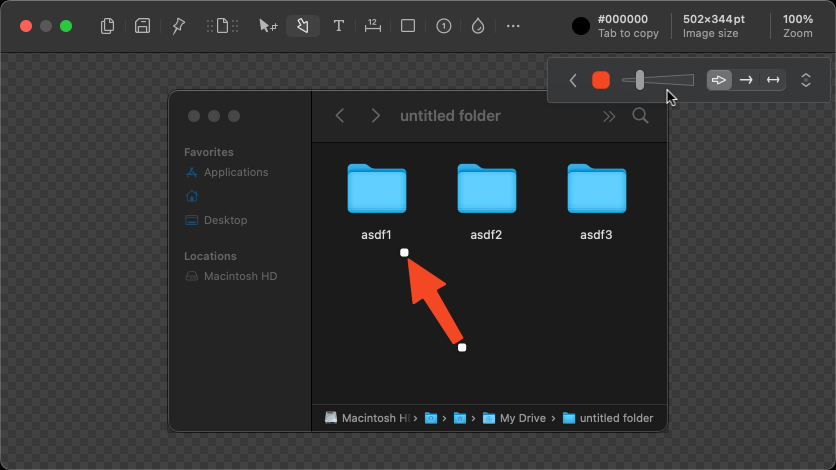 T
12
1
#000000
Tab to copy
502×344pt
Image size
100%
Zoom
untitled folder
Favorites
Applications
Desktop
Locations
Macintosh HD
asdf1
asdf2
asdf3
Macintosh H
My Drive
untitled folder